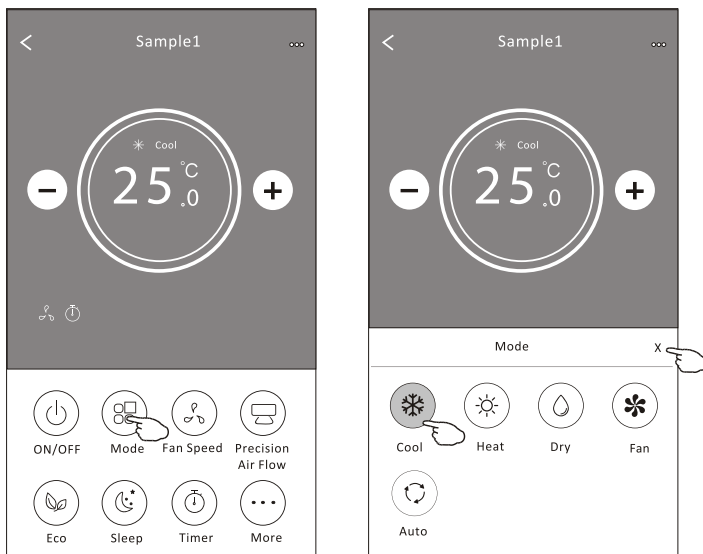 Sample1
Cool
25.0 °C
ON/OFF
Mode
Fan Speed
Precision
Air Flow
Eco
Sleep
Timer
More
Sample1
Cool
25.0 °C
Mode
X
Cool
Heat
Dry
Fan
Auto